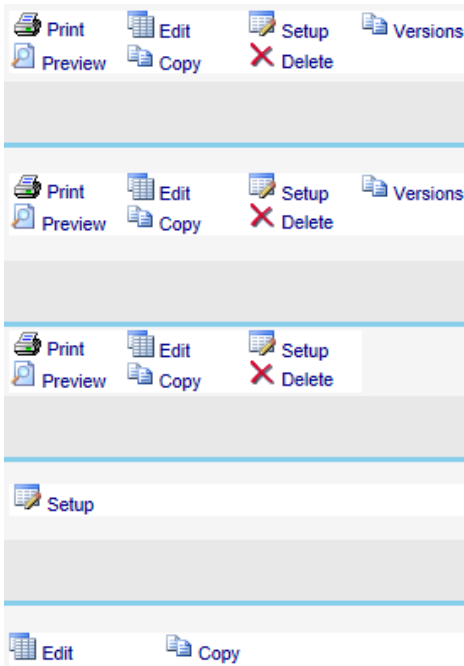 Print Edit Setup Versions
Preview Copy Delete
Print Edit Setup Versions
Preview Copy Delete
Print Edit Setup
Preview Copy Delete
Setup
Edit Copy